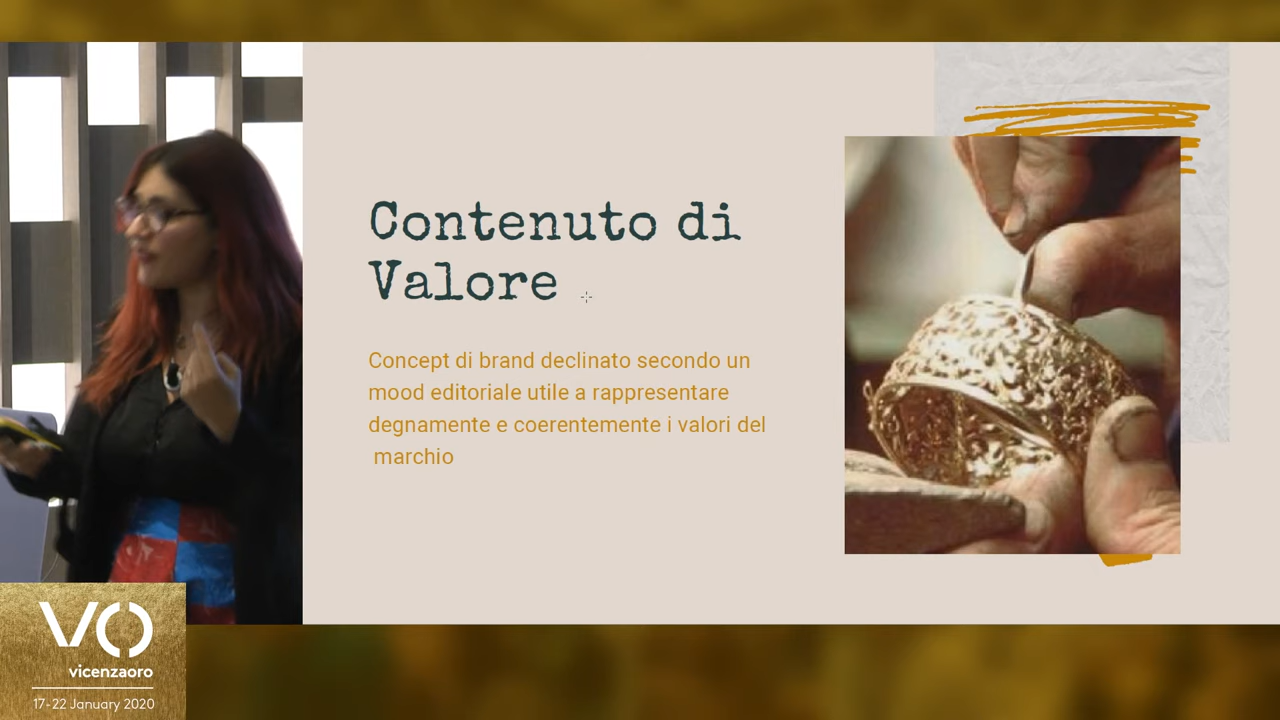 Contenuto di
Valore
Concept di brand declinato secondo un
mood editoriale utile a rappresentare
degnamente e coerentemente i valori del
marchio
VO
vicenzaoro
17-22 January 2020